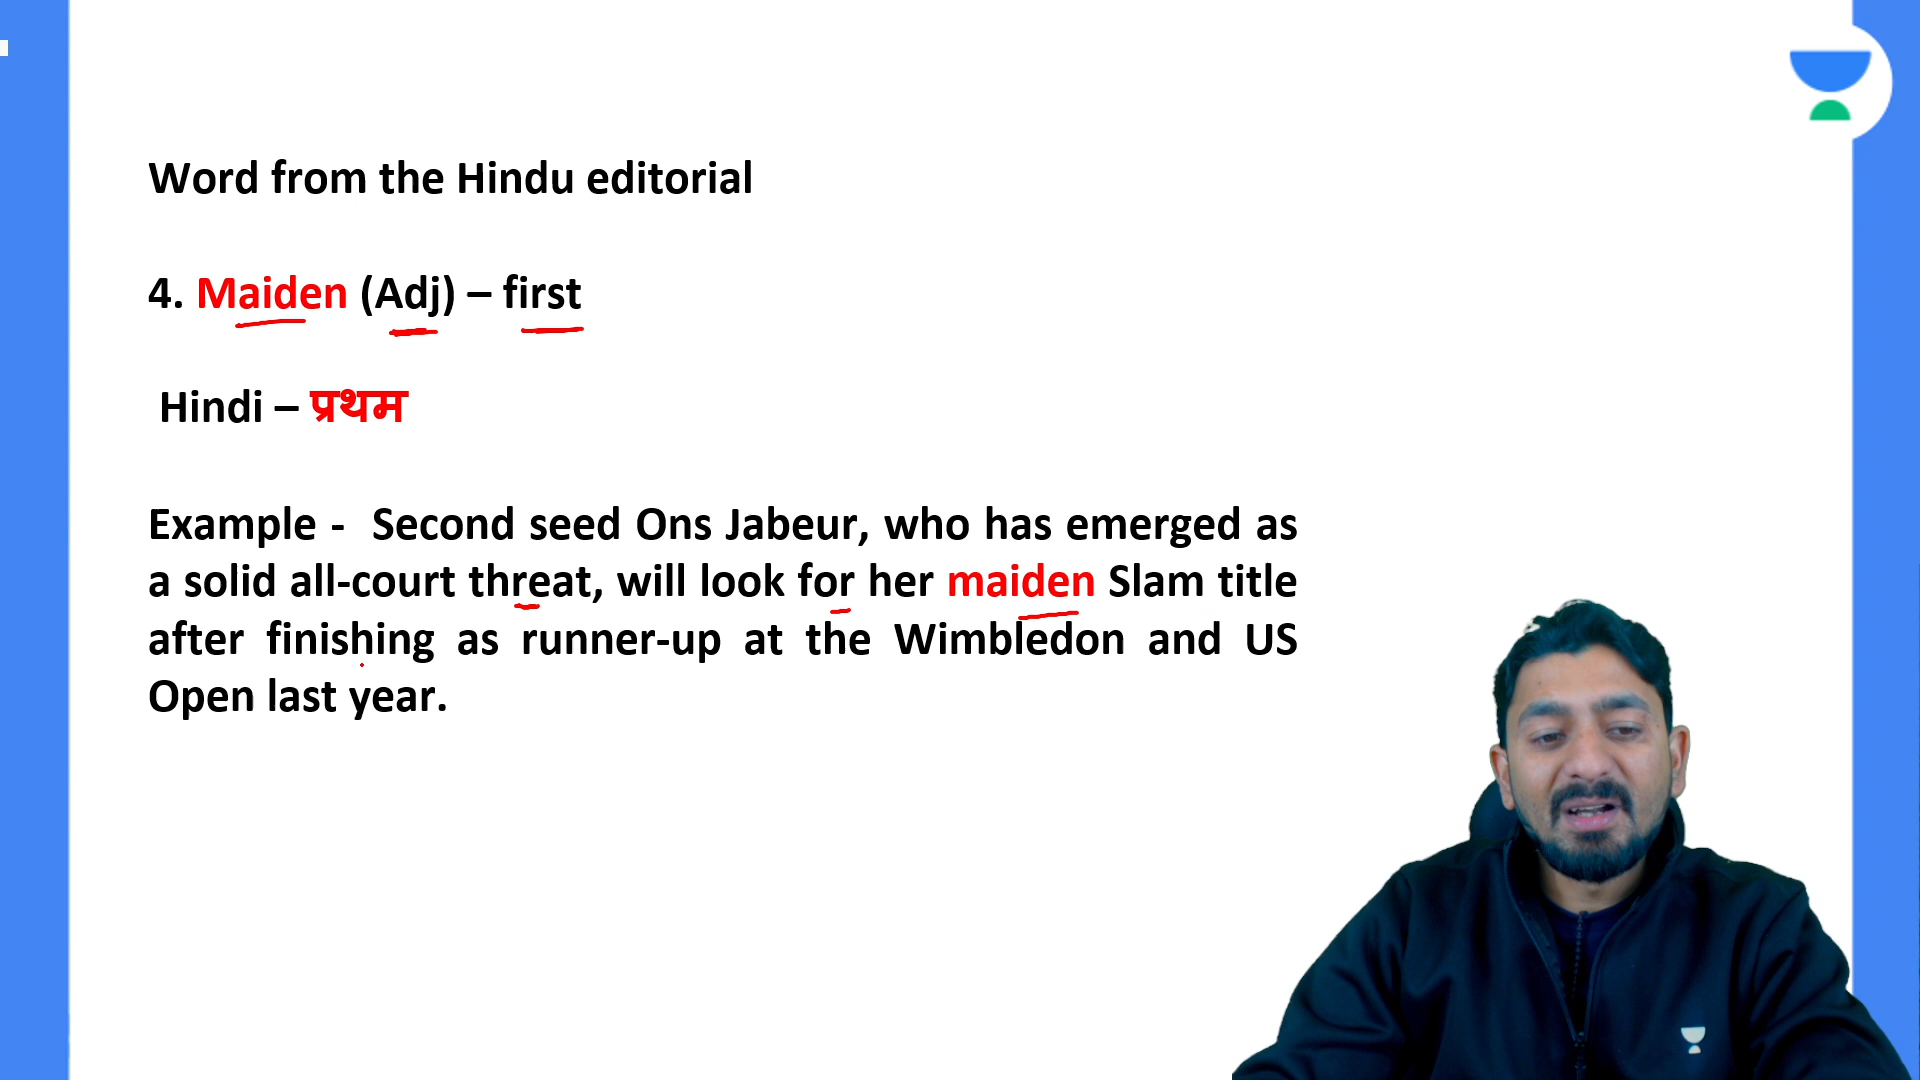 Word from the Hindu editorial
4. Maiden (Adj) – first
Hindi – प्रथम
Example - Second seed Ons Jabeur, who has emerged as
a solid all-court threat, will look for her maiden Slam title
after finishing as runner-up at the Wimbledon and US
Open last year.